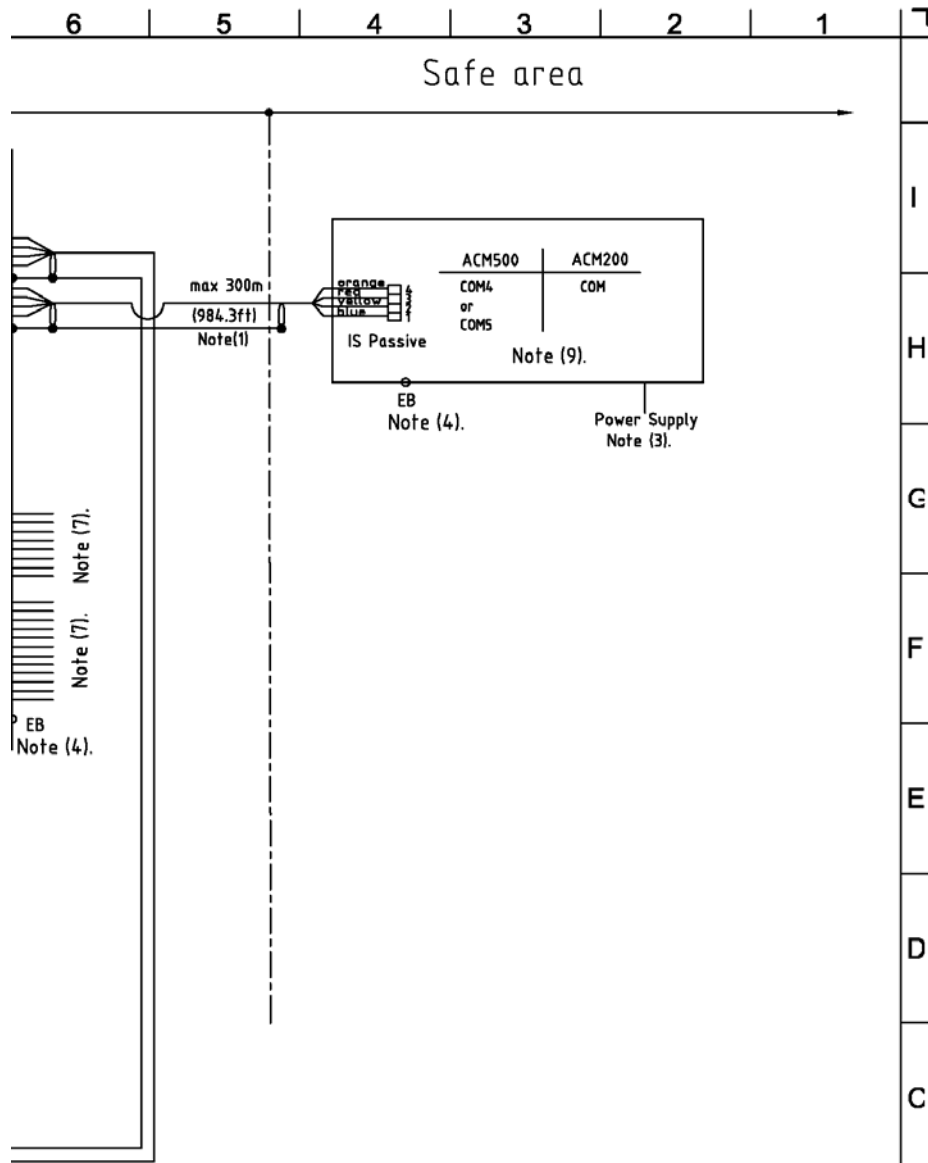 6 5 4 3 2 1
Safe area
I
ACM500 ACM200
max 300m
orange 4
red 3
yellow 2
blue 1
COM4 COM
or
COM5
(984.3ft)
Note(1)
IS Passive
Note (9).
H
EB
Note (4).
Power Supply
Note (3).
G
Note (7).
Note (7).
F
EB
Note (4).
E
D
C